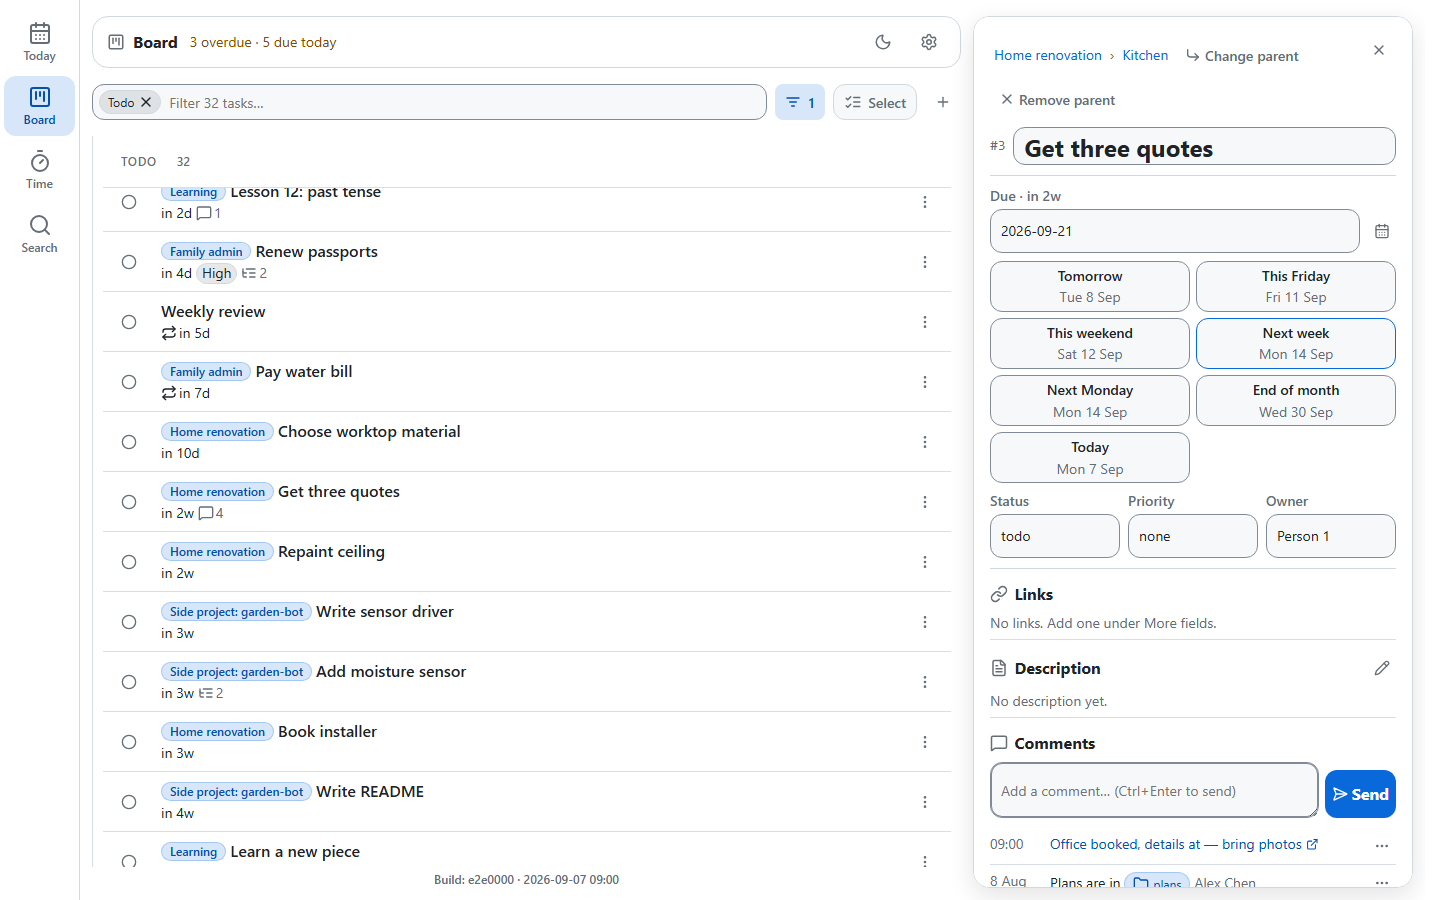 Today
Board
Time
Search
Board 3 overdue · 5 due today
Todo Filter 32 tasks...
1
Select
TODO 32
Learning Lesson 12: past tense
in 2d 1
Family admin Renew passports
in 4d High 2
Weekly review
in 5d
Family admin Pay water bill
in 7d
Home renovation Choose worktop material
in 10d
Home renovation Get three quotes
in 2w 4
Home renovation Repaint ceiling
in 2w
Side project: garden-bot Write sensor driver
in 3w
Side project: garden-bot Add moisture sensor
in 3w 2
Home renovation Book installer
in 3w
Side project: garden-bot Write README
in 4w
Learning Learn a new piece
Build: e2e0000 · 2026-09-07 09:00
Home renovation › Kitchen Change parent
Remove parent
#3 Get three quotes
Due · in 2w
2026-09-21
Tomorrow
Tue 8 Sep
This Friday
Fri 11 Sep
This weekend
Sat 12 Sep
Next week
Mon 14 Sep
Next Monday
Mon 14 Sep
End of month
Wed 30 Sep
Today
Mon 7 Sep
Status Priority Owner
todo none Person 1
Links
No links. Add one under More fields.
Description
No description yet.
Comments
Add a comment... (Ctrl+Enter to send)
Send
09:00 Office booked, details at — bring photos
8 Aug Plans are in plans Alex Chen